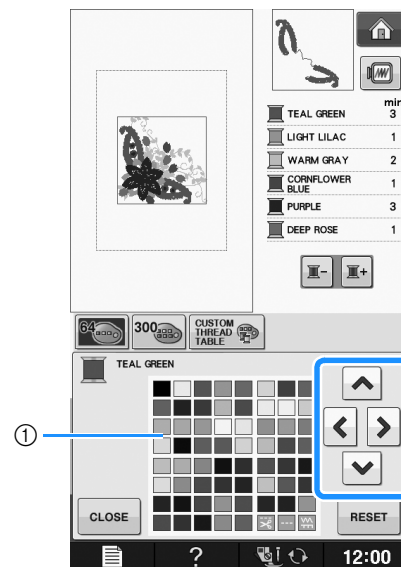 min
TEAL GREEN 3
LIGHT LILAC 1
WARM GRAY 2
CORNFLOWER
BLUE 1
PURPLE 3
DEEP ROSE 1
- +
64 300 CUSTOM
THREAD
TABLE
TEAL GREEN
1
CLOSE RESET
? 12:00